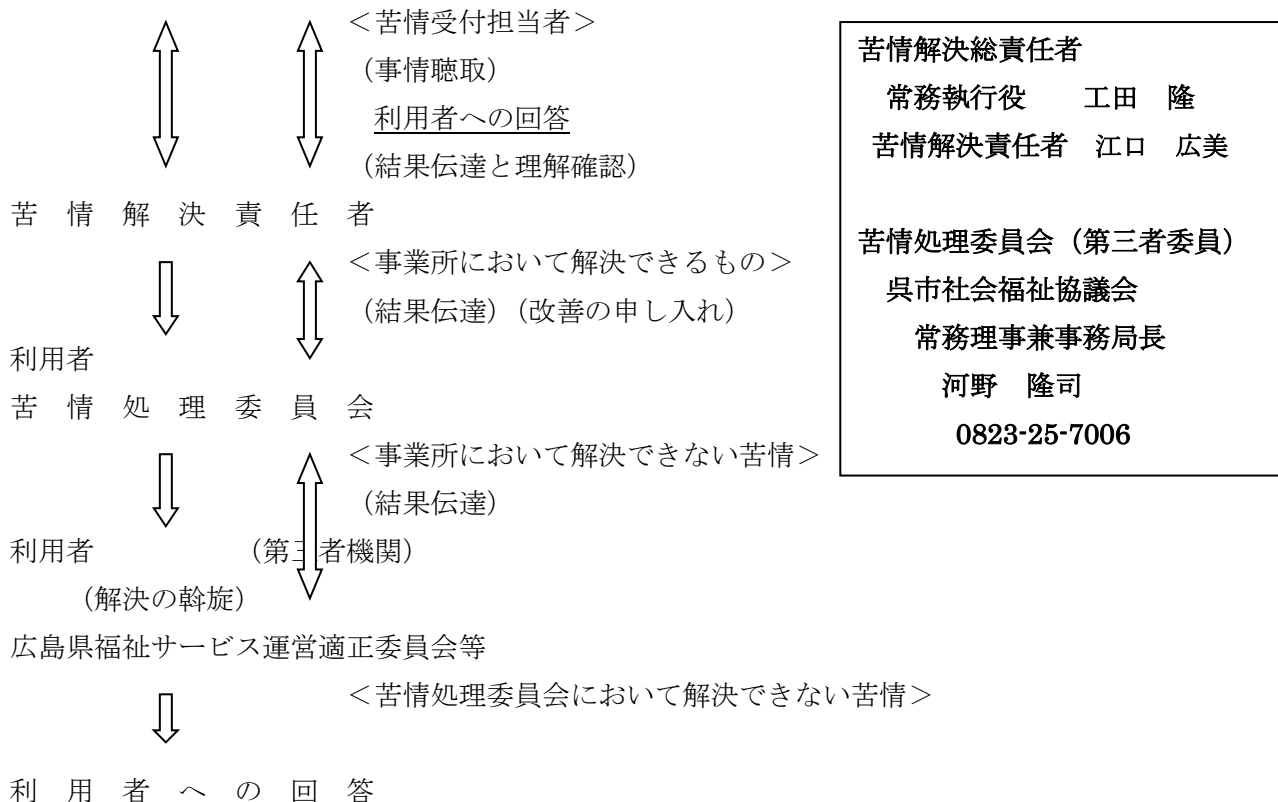 ＜苦情受付担当者＞
（事情聴取）
利用者への回答
（結果伝達と理解確認）
苦情解決責任者
＜事業所において解決できるもの＞
（結果伝達）（改善の申し入れ）
利用者
苦情処理委員会
＜事業所において解決できない苦情＞
（結果伝達）
利用者　（第三者機関）
（解決の斡旋）
広島県福祉サービス運営適正委員会等
＜苦情処理委員会において解決できない苦情＞
利用者への回答
苦情解決総責任者
常務執行役　工田　隆
苦情解決責任者　江口　広美
苦情処理委員会（第三者委員）
呉市社会福祉協議会
常務理事兼事務局長
河野　隆司
0823-25-7006